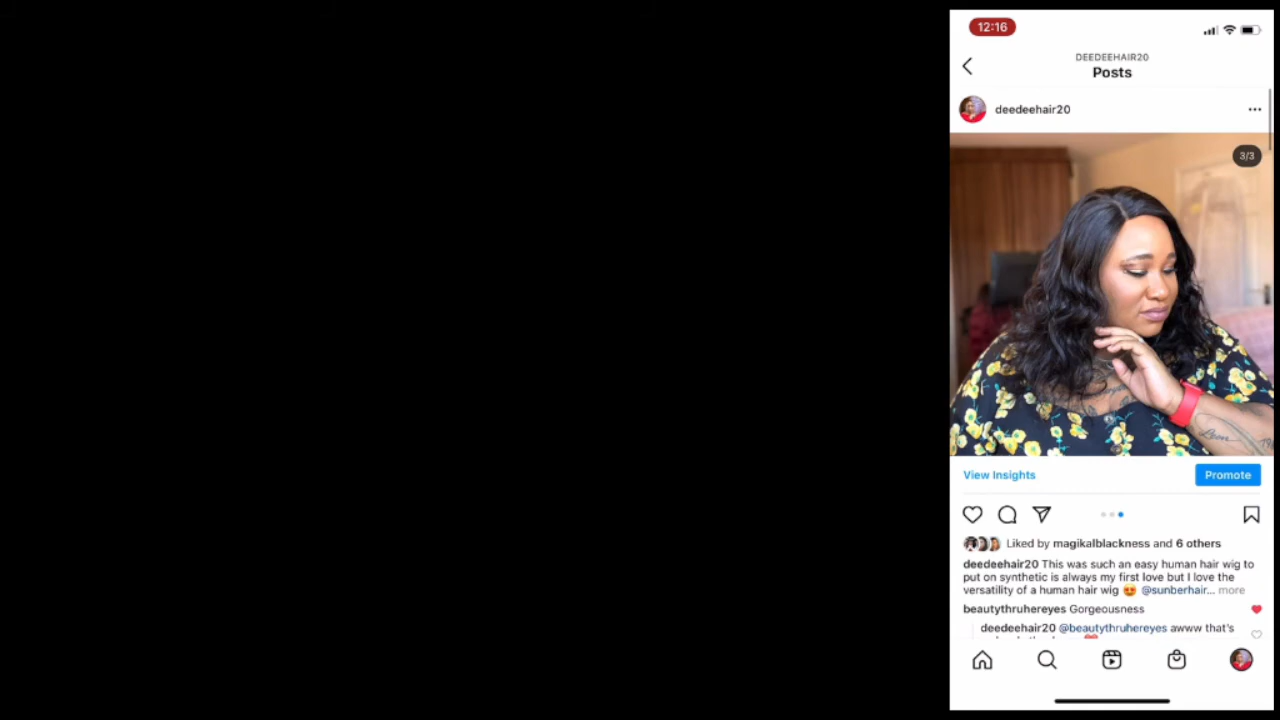 12:16
DEEDEEHAIR20
Posts
deedeehair20
3/3
View Insights
Promote
Liked by magikalblackness and 6 others
deedeehair20 This was such an easy human hair wig to
put on synthetic is always my first love but I love the
versatility of a human hair wig 😍 @sunberhair... more
beautythruhereyes Gorgeousness
deedeehair20 @beautythruhereyes awww that's